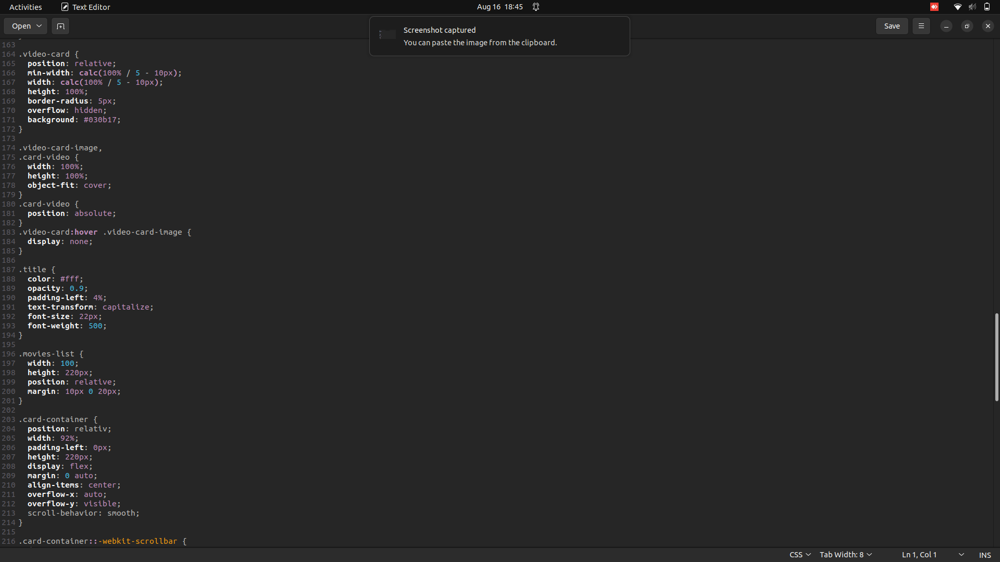 Activities Text Editor Aug 16 18:45
Open Save
Screenshot captured
You can paste the image from the clipboard.
163
164 .video-card {
165 position: relative;
166 min-width: calc(100% / 5 - 10px);
167 width: calc(100% / 5 - 10px);
168 height: 100%;
169 border-radius: 5px;
170 overflow: hidden;
171 background: #030b17;
172 }
173
174 .video-card-image,
175 .card-video {
176 width: 100%;
177 height: 100%;
178 object-fit: cover;
179 }
180 .card-video {
181 position: absolute;
182 }
183 .video-card:hover .video-card-image {
184 display: none;
185 }
186
187 .title {
188 color: #fff;
189 opacity: 0.9;
190 padding-left: 4%;
191 text-transform: capitalize;
192 font-size: 22px;
193 font-weight: 500;
194 }
195
196 .movies-list {
197 width: 100;
198 height: 220px;
199 position: relative;
200 margin: 10px 0 20px;
201 }
202
203 .card-container {
204 position: relativ;
205 width: 92%;
206 padding-left: 0px;
207 height: 220px;
208 display: flex;
209 margin: 0 auto;
210 align-items: center;
211 overflow-x: auto;
212 overflow-y: visible;
213 scroll-behavior: smooth;
214 }
215
216 .card-container::-webkit-scrollbar {
CSS Tab Width: 8 Ln 1, Col 1 INS